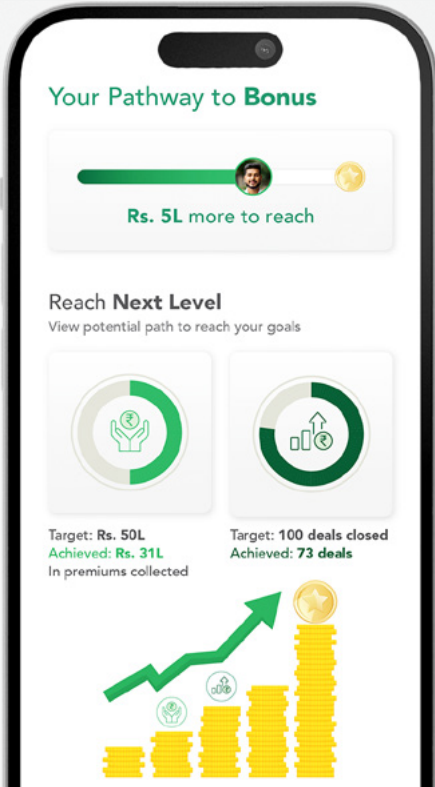 Your Pathway to Bonus
Rs. 5L more to reach
Reach Next Level
View potential path to reach your goals
₹
₹
Target: Rs. 50L
Achieved: Rs. 31L
In premiums collected
Target: 100 deals closed
Achieved: 73 deals
₹
₹